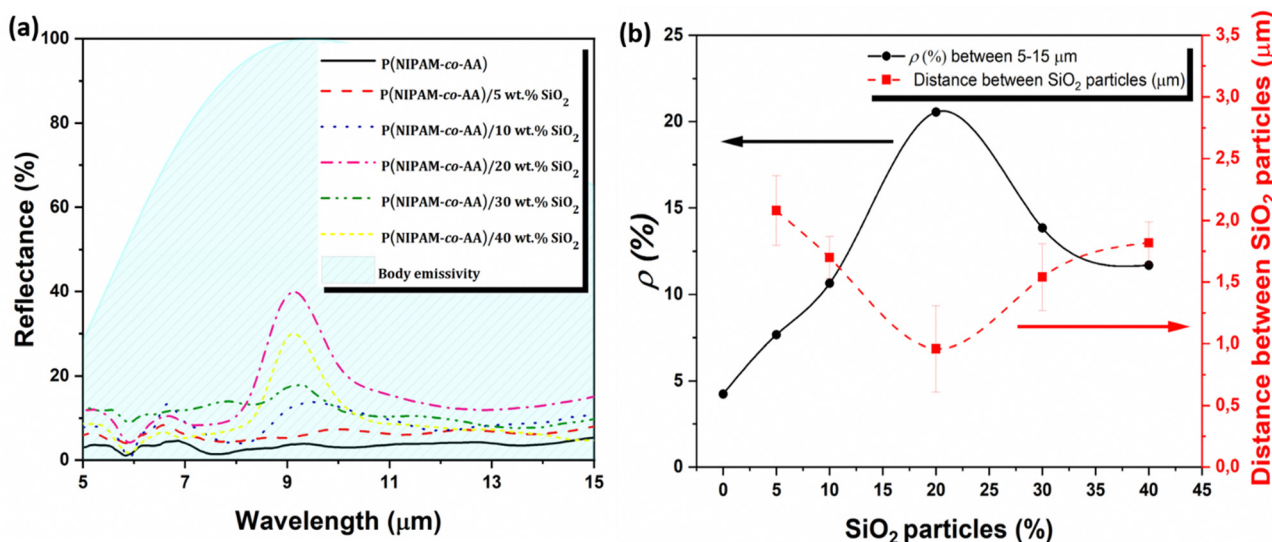 (a)
100
80
60
40
20
0
Reflectance (%)
P(NIPAM-co-AA)
P(NIPAM-co-AA)/5 wt.% SiO₂
P(NIPAM-co-AA)/10 wt.% SiO₂
P(NIPAM-co-AA)/20 wt.% SiO₂
P(NIPAM-co-AA)/30 wt.% SiO₂
P(NIPAM-co-AA)/40 wt.% SiO₂
Body emissivity
5 7 9 11 13 15
Wavelength (μm)
(b)
25
20
15
10
5
0
ρ (%)
ρ (%) between 5-15 μm
Distance between SiO₂ particles (μm)
3,5
3,0
2,5
2,0
1,5
1,0
0,5
0,0
Distance between SiO₂ particles (μm)
0 5 10 15 20 25 30 35 40 45
SiO₂ particles (%)